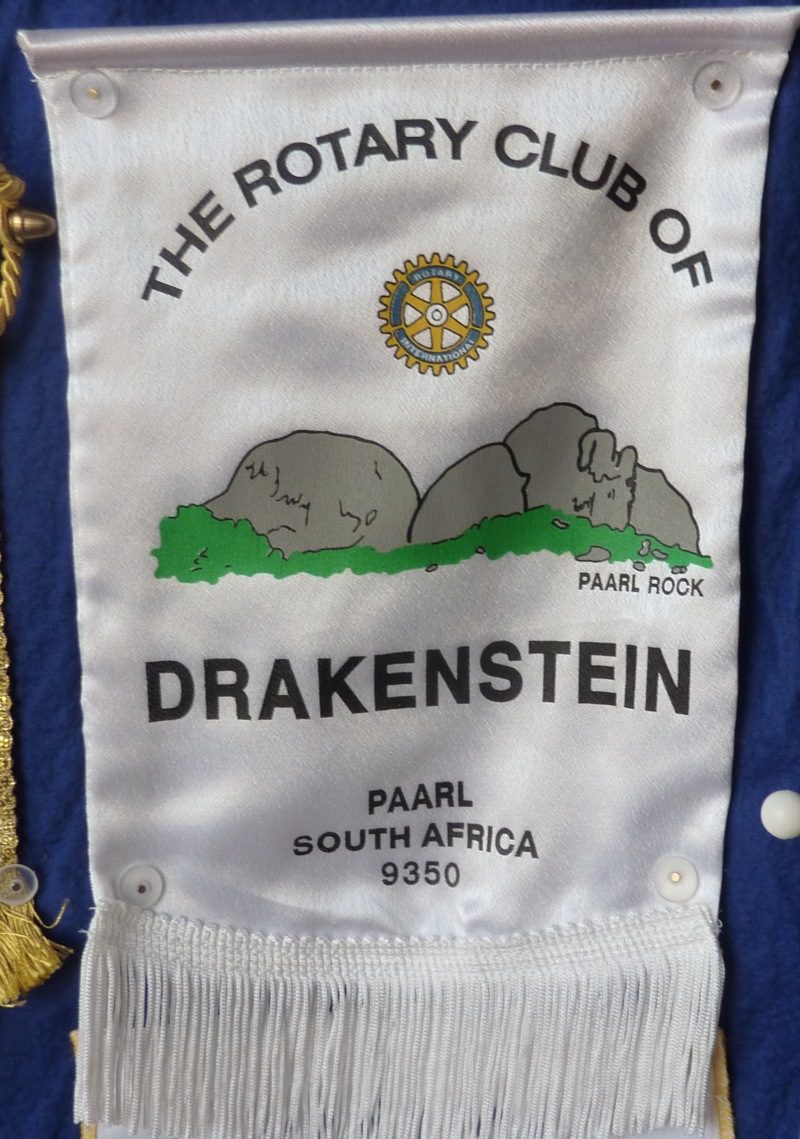 THE ROTARY CLUB OF
ROTARY
INTERNATIONAL
PAARL ROCK
DRAKENSTEIN
PAARL
SOUTH AFRICA
9350